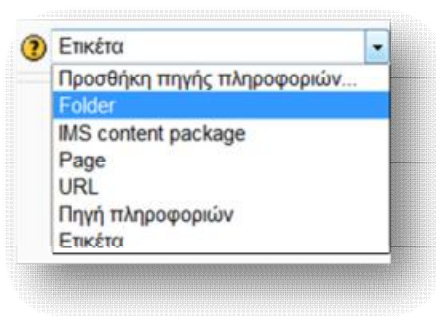 Ετικέτα
Προσθήκη πηγής πληροφοριών...
Folder
IMS content package
Page
URL
Πηγή πληροφοριών
Ετικέτα